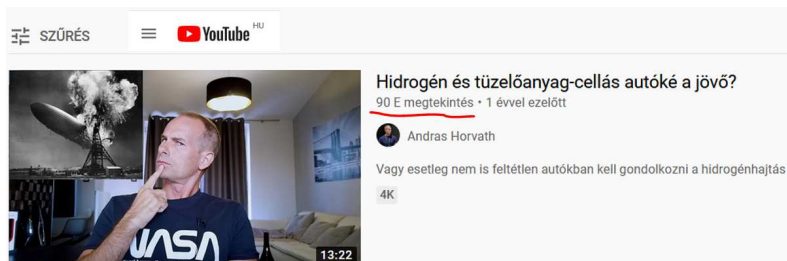 SZŰRÉS
YouTube HU
Hidrogén és tüzelőanyag-cellás autóké a jövő?
90 E megtekintés • 1 évvel ezelőtt
Andras Horvath
Vagy esetleg nem is feltétlen autókban kell gondolkozni a hidrogénhajtás
4K
NASA
13:22